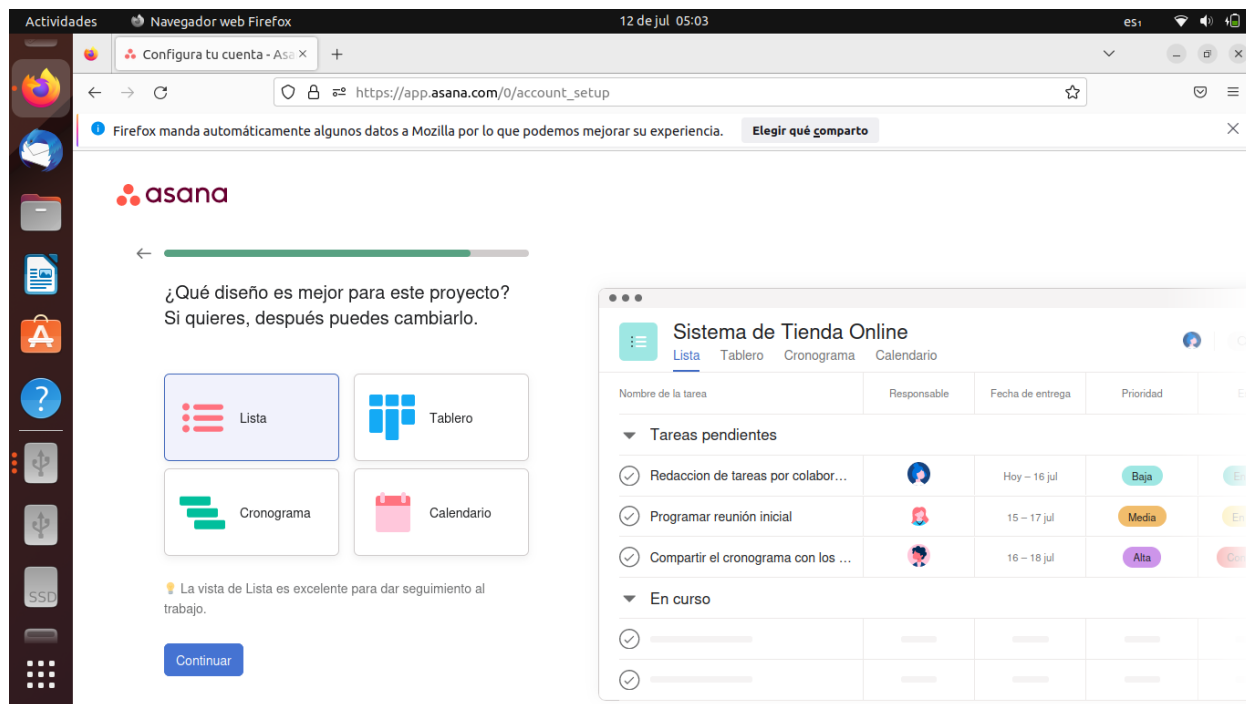 Actividades
Navegador web Firefox
12 de jul 05:03
es₁
Configura tu cuenta - Asa
https://app.asana.com/0/account_setup
Firefox manda automáticamente algunos datos a Mozilla por lo que podemos mejorar su experiencia.
Elegir qué comparto
asana
¿Qué diseño es mejor para este proyecto?
Si quieres, después puedes cambiarlo.
Lista
Tablero
Cronograma
Calendario
La vista de Lista es excelente para dar seguimiento al
trabajo.
Continuar
Sistema de Tienda Online
Lista Tablero Cronograma Calendario
Nombre de la tarea Responsable Fecha de entrega Prioridad
Tareas pendientes
Redaccion de tareas por colabor... Hoy – 16 jul Baja
Programar reunión inicial 15 – 17 jul Media
Compartir el cronograma con los ... 16 – 18 jul Alta
En curso
SSD